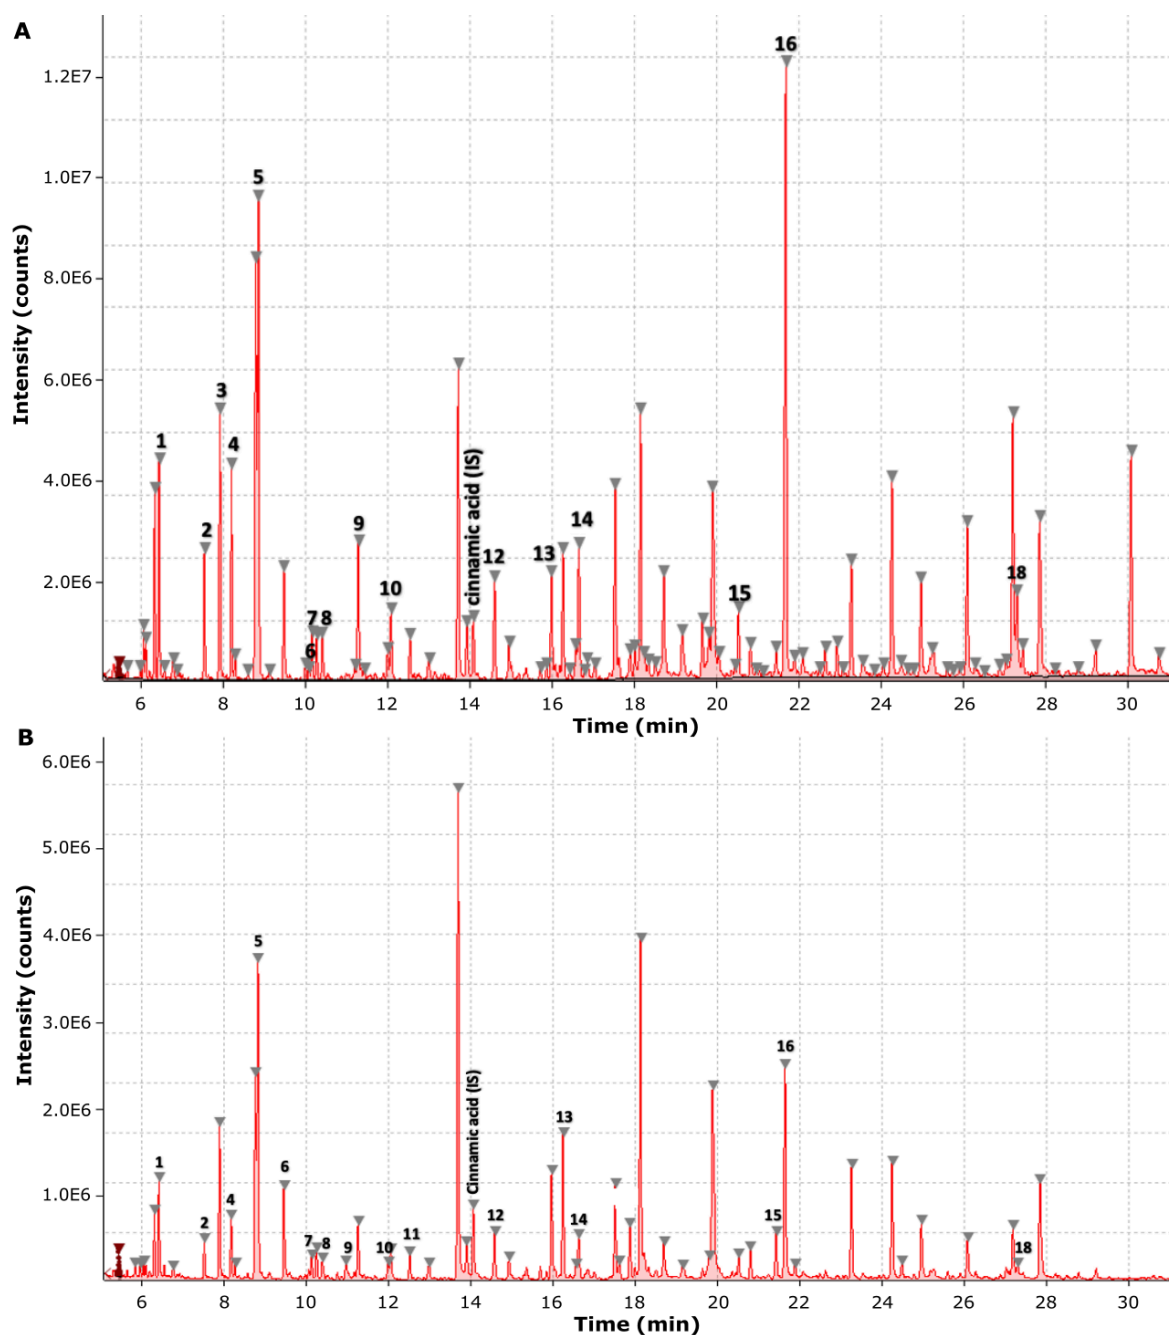 A
16
1.2E7
5
1.0E7
8.0E6
6.0E6
3
1
4
cinnamic acid (IS)
4.0E6
2
9
14
13
12
2.0E6
10
15
18
7 8
6
6 8 10 12 14 16 18 20 22 24 26 28 30
Time (min)
Intensity (counts)
B
6.0E6
5.0E6
4.0E6
5
3.0E6
16
2.0E6
Cinnamic acid (IS)
13
1
6
1.0E6
4
2
12
14
15
11
7 8 9 10
18
6 8 10 12 14 16 18 20 22 24 26 28 30
Time (min)
Intensity (counts)